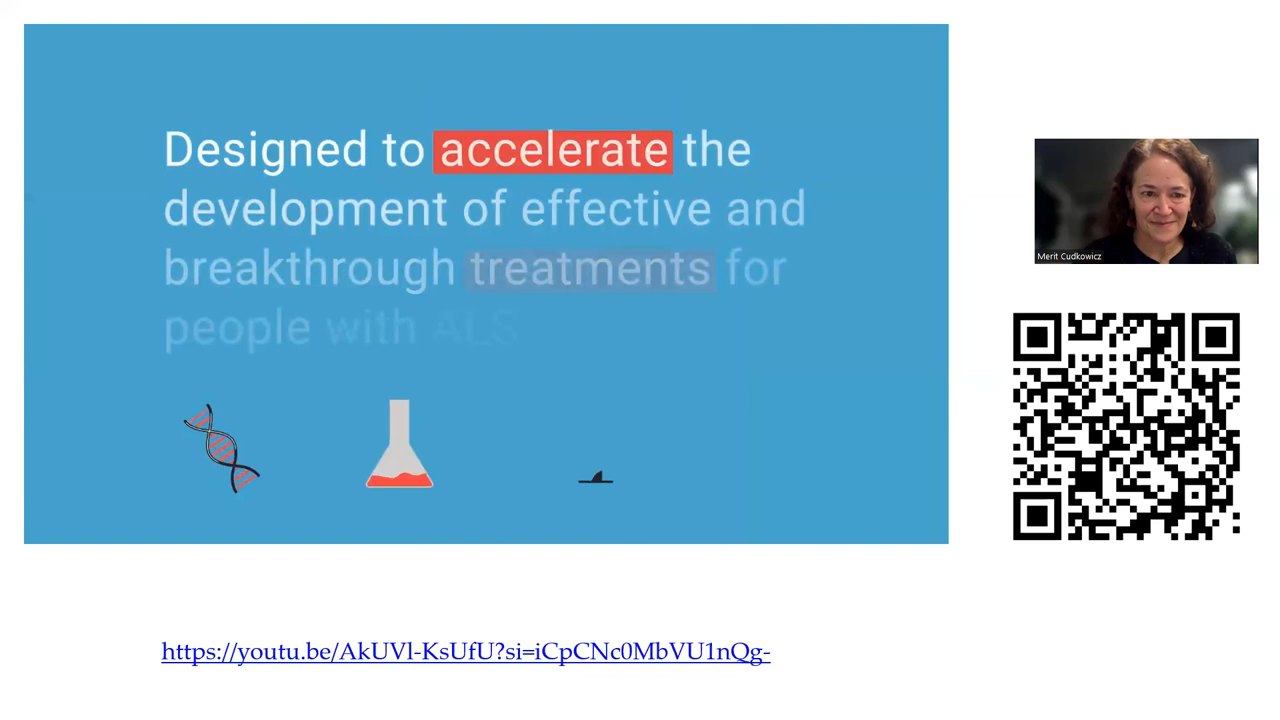 Designed to accelerate the
development of effective and
breakthrough treatments for
people with ALS
Merit Cudkowicz
https://youtu.be/AkUVl-KsUfU?si=iCpCNc0MbVU1nQg-